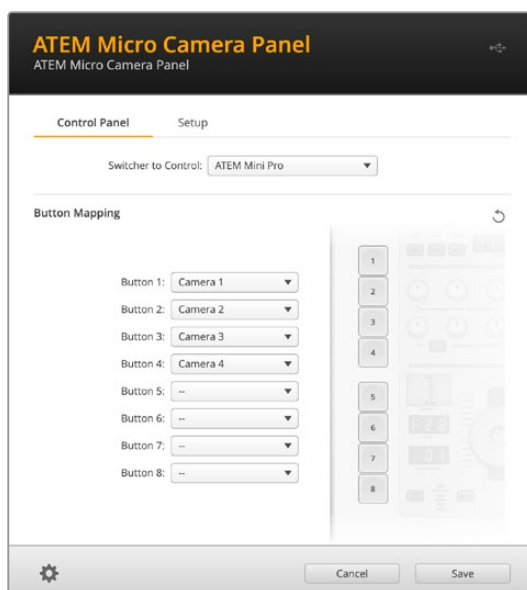 ATEM Micro Camera Panel
ATEM Micro Camera Panel
Control Panel Setup
Switcher to Control: ATEM Mini Pro
Button Mapping
Button 1: Camera 1
Button 2: Camera 2
Button 3: Camera 3
Button 4: Camera 4
Button 5: --
Button 6: --
Button 7: --
Button 8: --
1
2
3
4
5
6
7
8
Cancel Save